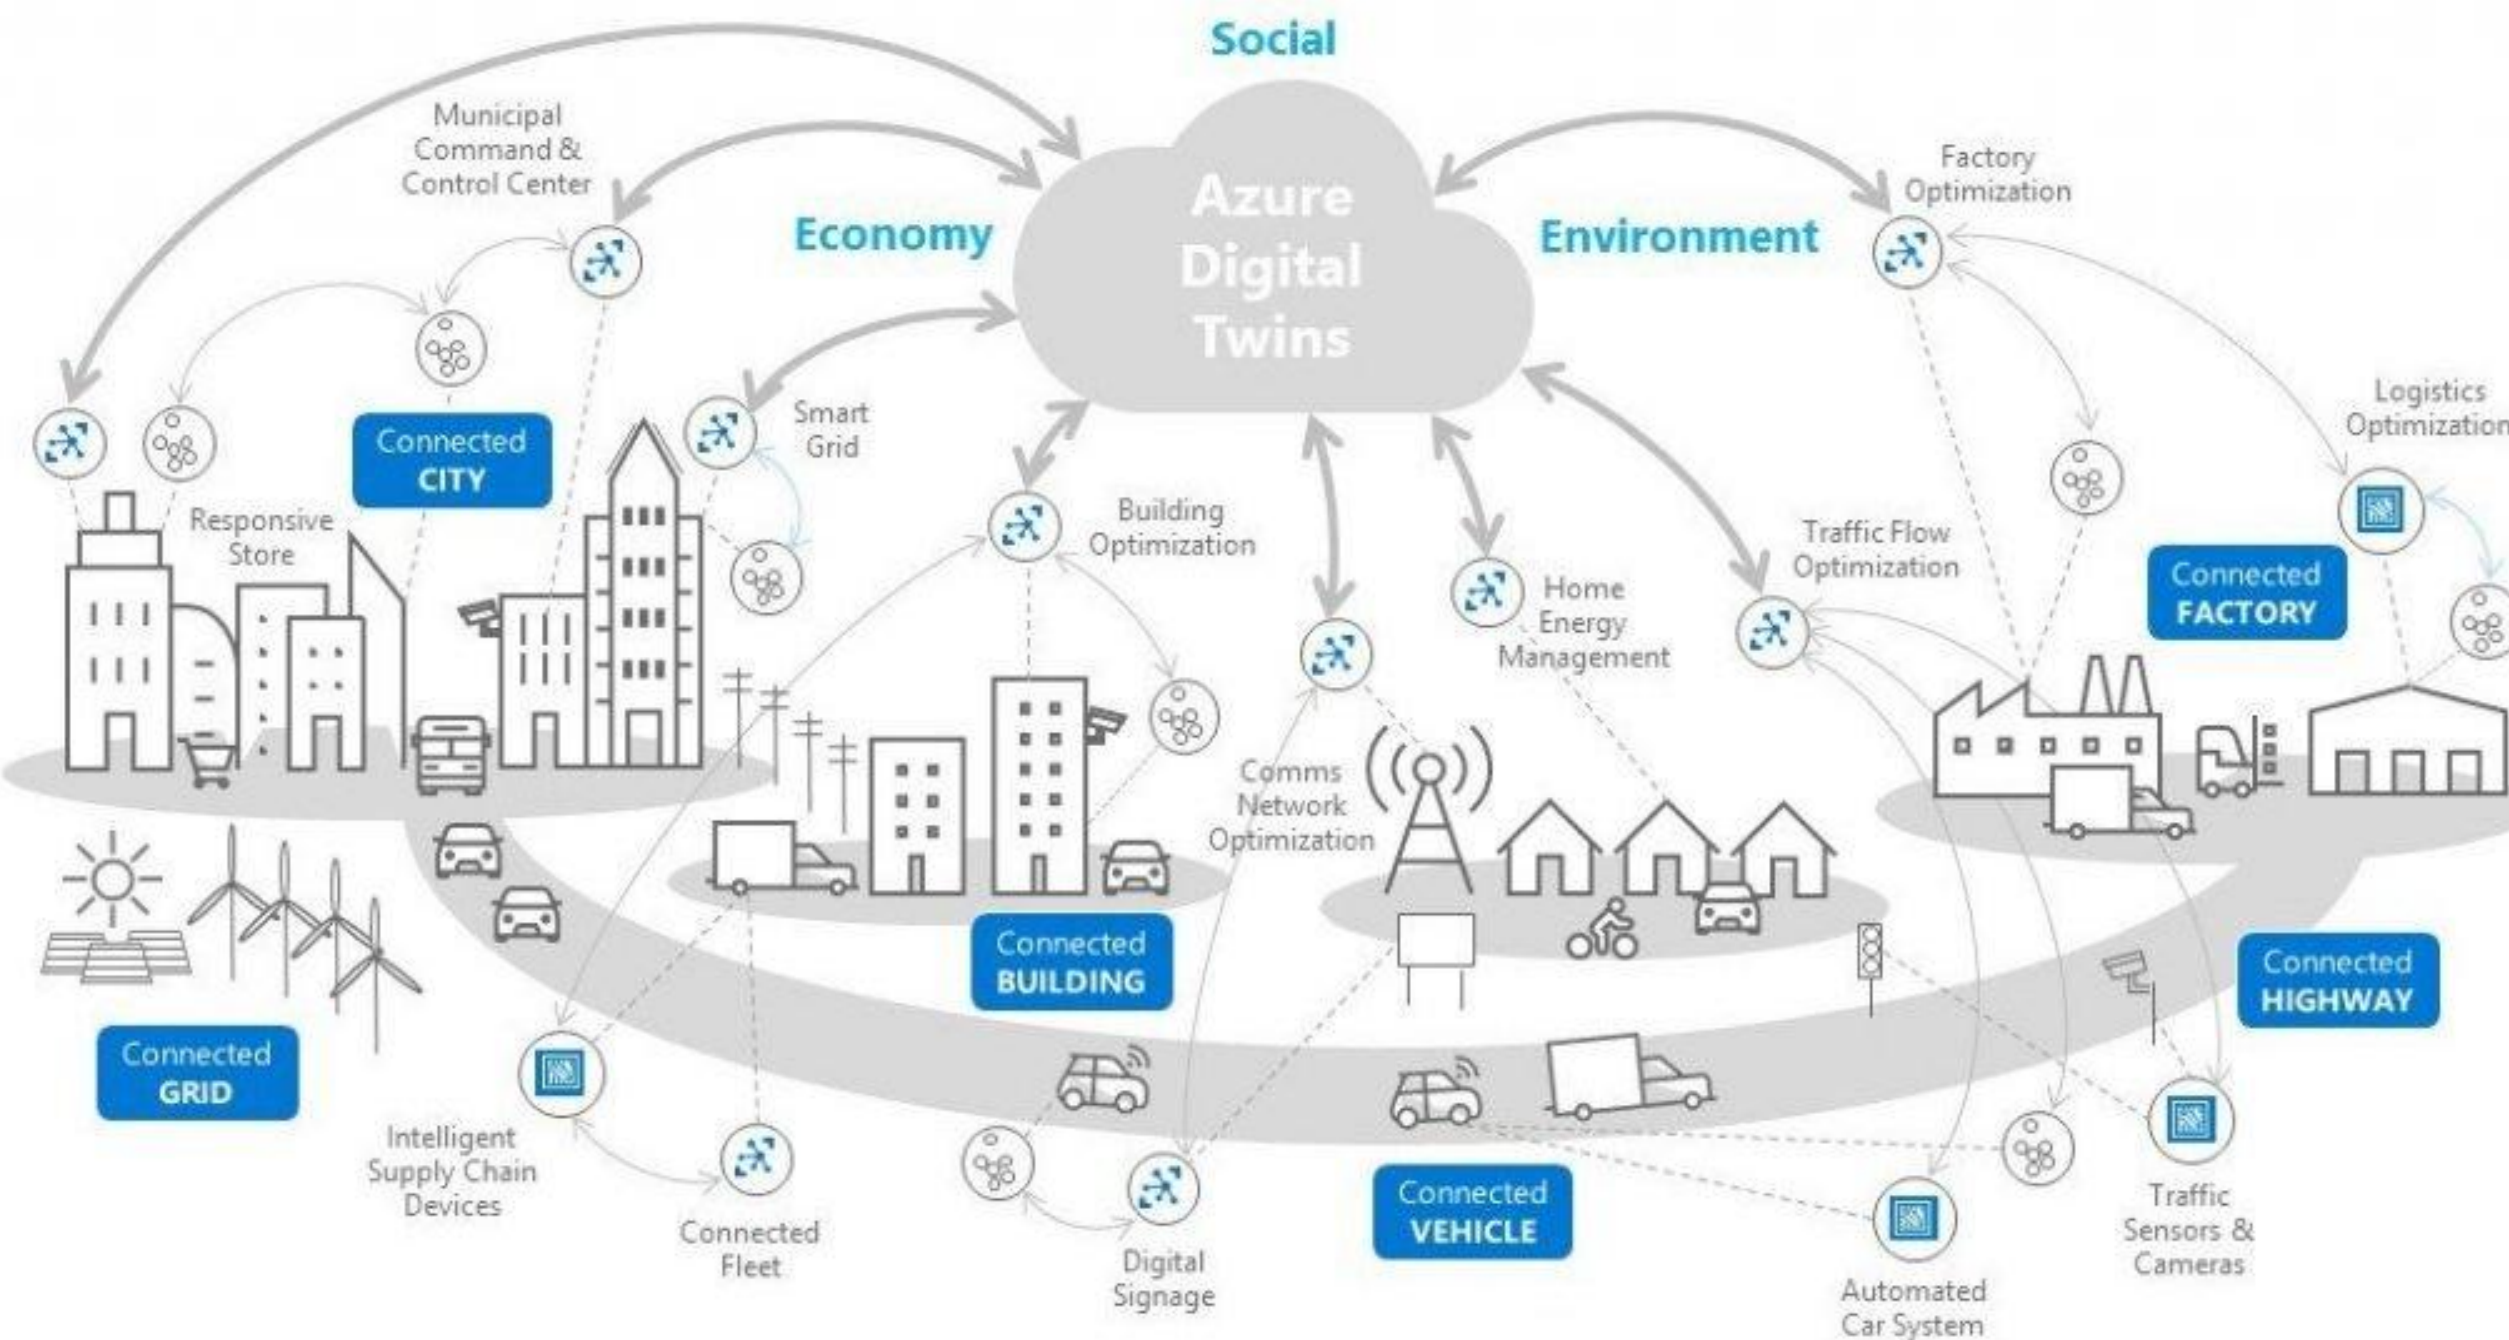 Social
Municipal
Command &
Control Center
Factory
Optimization
Economy
Azure
Digital
Twins
Environment
Logistics
Optimization
Smart
Grid
Connected
CITY
Responsive
Store
Building
Optimization
Traffic Flow
Optimization
Home
Energy
Management
Connected
FACTORY
Comms
Network
Optimization
Connected
BUILDING
Connected
HIGHWAY
Connected
GRID
Intelligent
Supply Chain
Devices
Connected
Fleet
Digital
Signage
Connected
VEHICLE
Traffic
Sensors &
Cameras
Automated
Car System